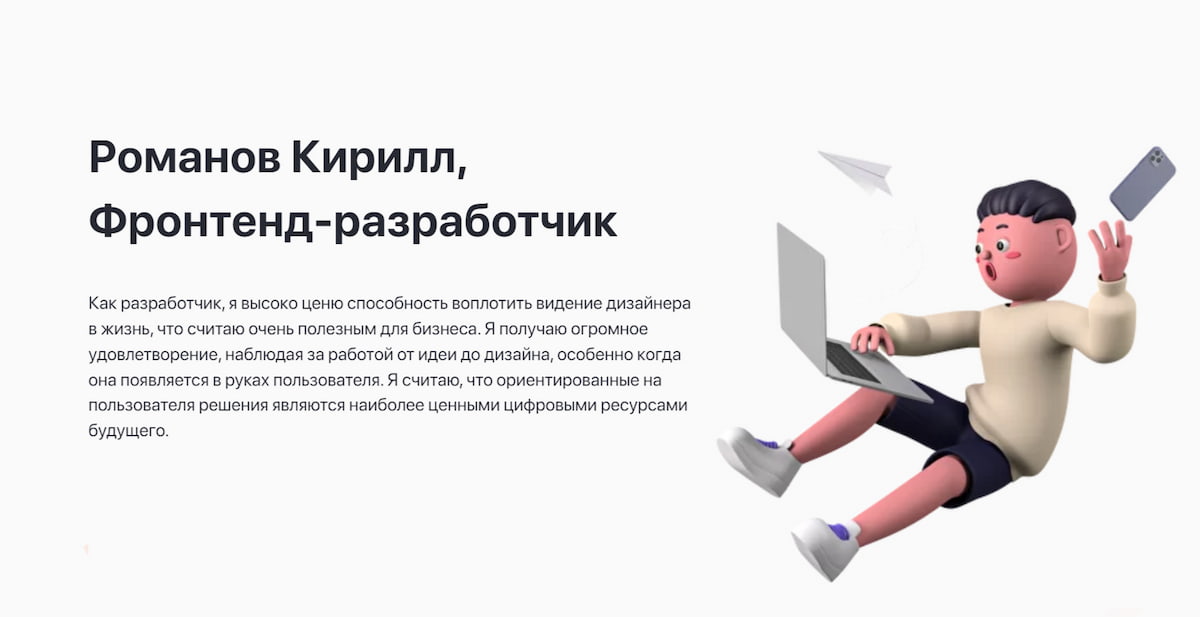 Романов Кирилл,
Фронтенд-разработчик
Как разработчик, я высоко ценю способность воплотить видение дизайнера
в жизнь, что считаю очень полезным для бизнеса. Я получаю огромное
удовлетворение, наблюдая за работой от идеи до дизайна, особенно когда
она появляется в руках пользователя. Я считаю, что ориентированные на
пользователя решения являются наиболее ценными цифровыми ресурсами
будущего.